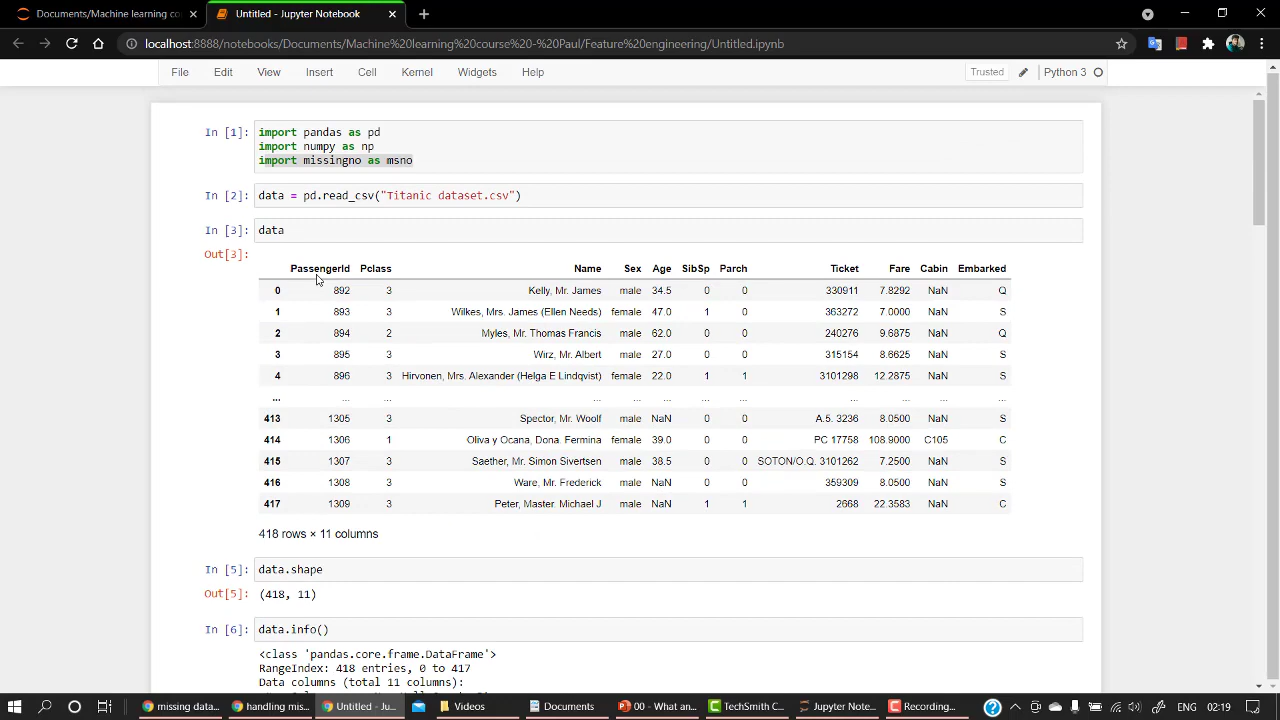 Documents/Machine learning co
Untitled - Jupyter Notebook
localhost:8888/notebooks/Documents/Machine%20learning%20course%20-%20Paul/Feature%20engineering/Untitled.ipynb
File Edit View Insert Cell Kernel Widgets Help Trusted Python 3
In [1]: import pandas as pd
import numpy as np
import missingno as msno
In [2]: data = pd.read_csv("Titanic dataset.csv")
In [3]: data
Out[3]:
PassengerId Pclass Name Sex Age SibSp Parch Ticket Fare Cabin Embarked
0 892 3 Kelly, Mr. James male 34.5 0 0 330911 7.8292 NaN Q
1 893 3 Wilkes, Mrs. James (Ellen Needs) female 47.0 1 0 363272 7.0000 NaN S
2 894 2 Myles, Mr. Thomas Francis male 62.0 0 0 240276 9.6875 NaN Q
3 895 3 Wirz, Mr. Albert male 27.0 0 0 315154 8.6625 NaN S
4 896 3 Hirvonen, Mrs. Alexander (Helga E Lindqvist) female 22.0 1 1 3101298 12.2875 NaN S
... ... ... ... ... ... ... ... ... ... ... ...
413 1305 3 Spector, Mr. Woolf male NaN 0 0 A.5. 3236 8.0500 NaN S
414 1306 1 Oliva y Ocana, Dona. Fermina female 39.0 0 0 PC 17758 108.9000 C105 C
415 1307 3 Saether, Mr. Simon Sivertsen male 38.5 0 0 SOTON/O.Q. 3101262 7.2500 NaN S
416 1308 3 Ware, Mr. Frederick male NaN 0 0 359309 8.0500 NaN S
417 1309 3 Peter, Master. Michael J male NaN 1 1 2668 22.3583 NaN C
418 rows × 11 columns
In [5]: data.shape
Out[5]: (418, 11)
In [6]: data.info()
<class 'pandas.core.frame.DataFrame'>
RangeIndex: 418 entries, 0 to 417
Data columns (total 11 columns):
missing data... handling mis... Untitled - Ju... Videos Documents 00 - What an... TechSmith C... Jupyter Note... Recording... ENG 02:19